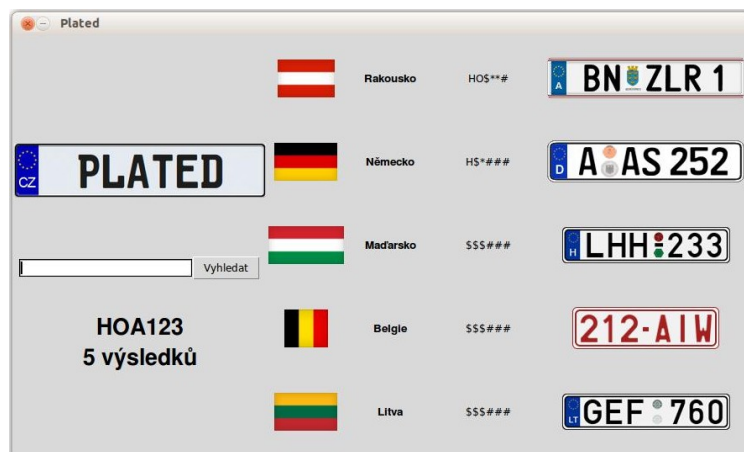 Plated
Rakousko HO$**# A BN ZLR 1
CZ PLATED
Německo H$*### D A AS 252
Maďarsko $$$### H LHH 233
Vyhledat
HOA123
5 výsledků
Belgie $$$### 212-AIW
Litva $$$### LT GEF 760